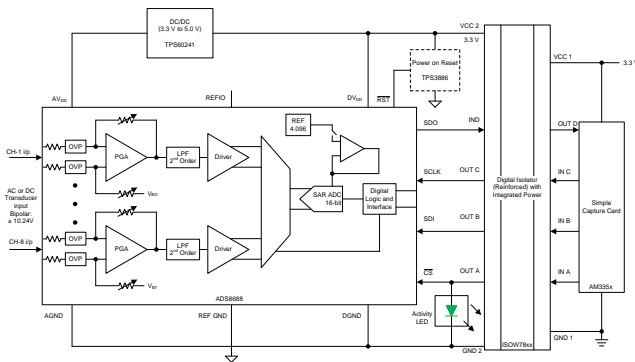 DC/DC
(3.3 V to 5.0 V)
TPS60241
VCC 2
3.3 V
VCC 1
3.3 V
Power on Reset
TPS3886
AVDD
REFIO
DVDD
RST
REF
4.096
SDO
IND
OUT D
OVP
PGA
LPF
2nd Order
Driver
CH-1 i/p
OVP
VB0
SAR ADC
16-bit
Digital
Logic and
Interface
SCLK
OUT C
IN C
Digital Isolator
(Reinforced) with
Integrated Power
Simple
Capture Card
AC or DC
Transducer
input
Bipolar:
± 10.24V
SDI
OUT B
IN B
OVP
PGA
LPF
2nd Order
Driver
CH-8 i/p
OVP
CS
OUT A
IN A
AM335x
ADS8688
Activity
LED
AGND
REF GND
DGND
GND 2
ISOW78xx
GND 1